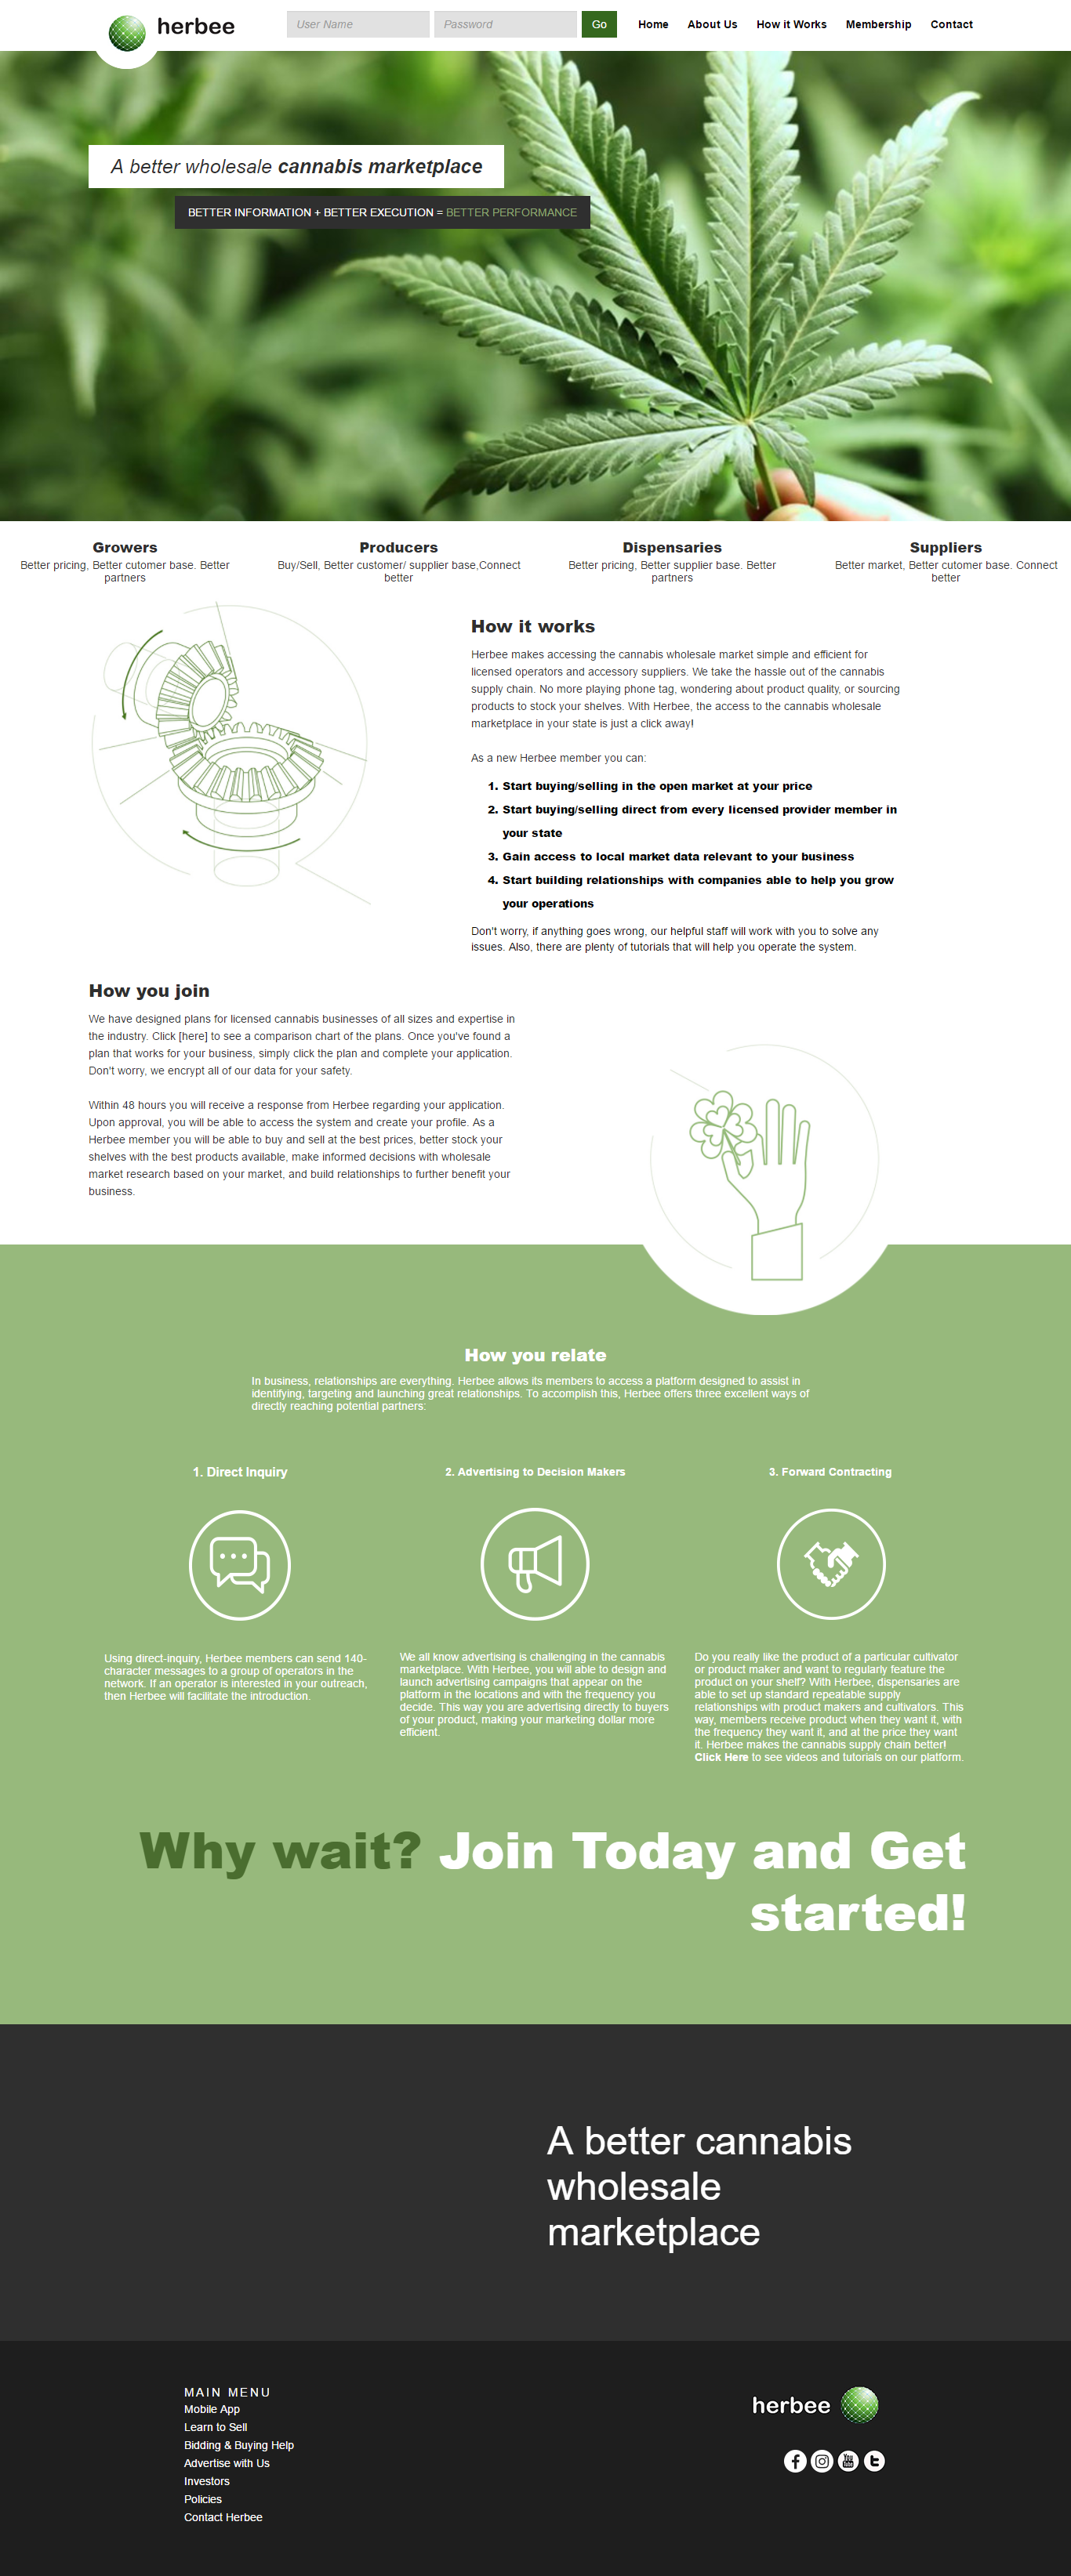 herbee
User Name
Password
Go
Home
About Us
How it Works
Membership
Contact
A better wholesale cannabis marketplace
BETTER INFORMATION + BETTER EXECUTION = BETTER PERFORMANCE
Growers
Better pricing, Better cutomer base. Better
partners
Producers
Buy/Sell, Better customer/ supplier base,Connect
better
Dispensaries
Better pricing, Better supplier base. Better
partners
Suppliers
Better market, Better cutomer base. Connect
better
How it works
Herbee makes accessing the cannabis wholesale market simple and efficient for
licensed operators and accessory suppliers. We take the hassle out of the cannabis
supply chain. No more playing phone tag, wondering about product quality, or sourcing
products to stock your shelves. With Herbee, the access to the cannabis wholesale
marketplace in your state is just a click away!
As a new Herbee member you can:
1. Start buying/selling in the open market at your price
2. Start buying/selling direct from every licensed provider member in
your state
3. Gain access to local market data relevant to your business
4. Start building relationships with companies able to help you grow
your operations
Don't worry, if anything goes wrong, our helpful staff will work with you to solve any
issues. Also, there are plenty of tutorials that will help you operate the system.
How you join
We have designed plans for licensed cannabis businesses of all sizes and expertise in
the industry. Click [here] to see a comparison chart of the plans. Once you've found a
plan that works for your business, simply click the plan and complete your application.
Don't worry, we encrypt all of our data for your safety.
Within 48 hours you will receive a response from Herbee regarding your application.
Upon approval, you will be able to access the system and create your profile. As a
Herbee member you will be able to buy and sell at the best prices, better stock your
shelves with the best products available, make informed decisions with wholesale
market research based on your market, and build relationships to further benefit your
business.
How you relate
In business, relationships are everything. Herbee allows its members to access a platform designed to assist in
identifying, targeting and launching great relationships. To accomplish this, Herbee offers three excellent ways of
directly reaching potential partners:
1. Direct Inquiry
Using direct-inquiry, Herbee members can send 140-
character messages to a group of operators in the
network. If an operator is interested in your outreach,
then Herbee will facilitate the introduction.
2. Advertising to Decision Makers
We all know advertising is challenging in the cannabis
marketplace. With Herbee, you will able to design and
launch advertising campaigns that appear on the
platform in the locations and with the frequency you
decide. This way you are advertising directly to buyers
of your product, making your marketing dollar more
efficient.
3. Forward Contracting
Do you really like the product of a particular cultivator
or product maker and want to regularly feature the
product on your shelf? With Herbee, dispensaries are
able to set up standard repeatable supply
relationships with product makers and cultivators. This
way, members receive product when they want it, with
the frequency they want it, and at the price they want
it. Herbee makes the cannabis supply chain better!
Click Here to see videos and tutorials on our platform.
Why wait? Join Today and Get
started!
A better cannabis
wholesale
marketplace
MAIN MENU
Mobile App
Learn to Sell
Bidding & Buying Help
Advertise with Us
Investors
Policies
Contact Herbee
herbee
You
Tube